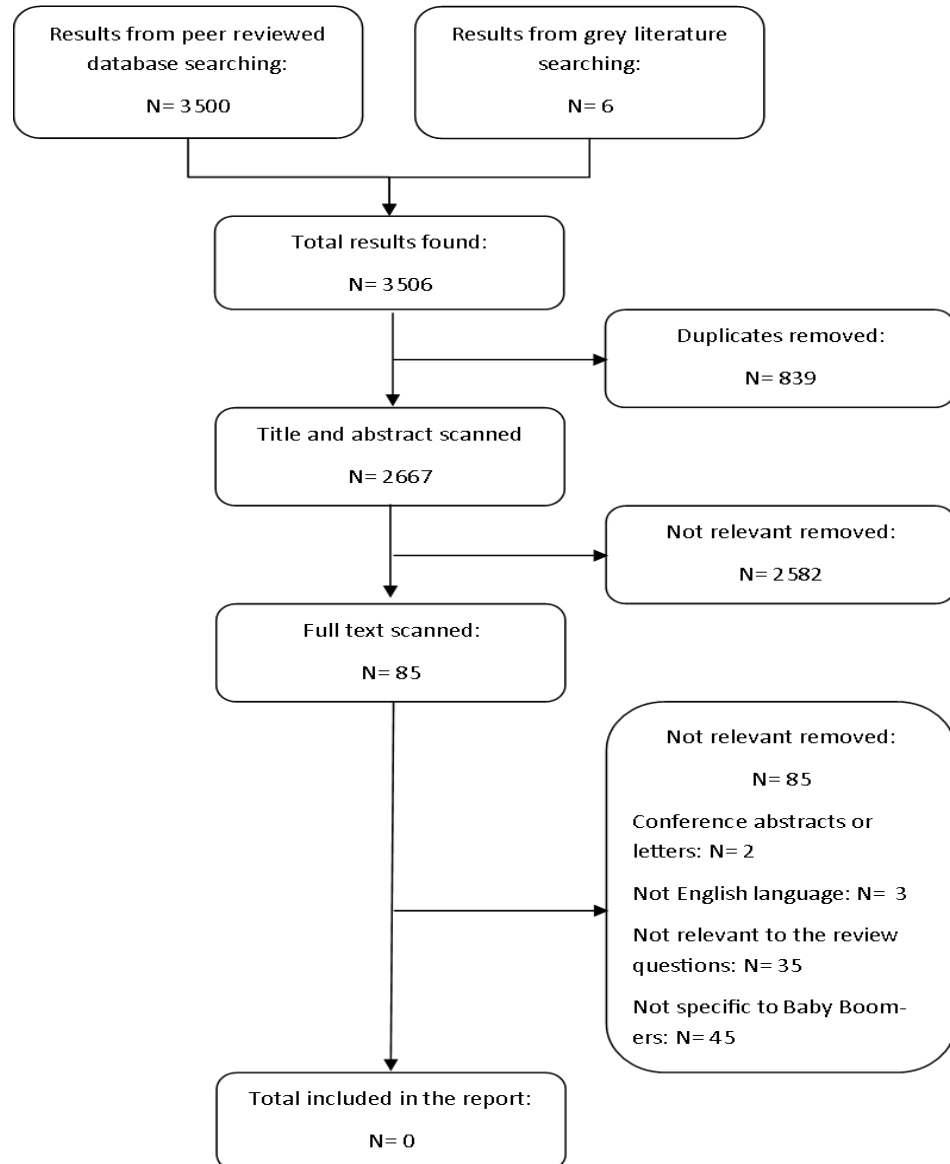 Results from peer reviewed
database searching:
N= 3500
Results from grey literature
searching:
N= 6
Total results found:
N= 3506
Duplicates removed:
N= 839
Title and abstract scanned
N= 2667
Not relevant removed:
N= 2582
Full text scanned:
N= 85
Not relevant removed:
N= 85
Conference abstracts or
letters: N= 2
Not English language: N= 3
Not relevant to the review
questions: N= 35
Not specific to Baby Boom-
ers: N= 45
Total included in the report:
N= 0